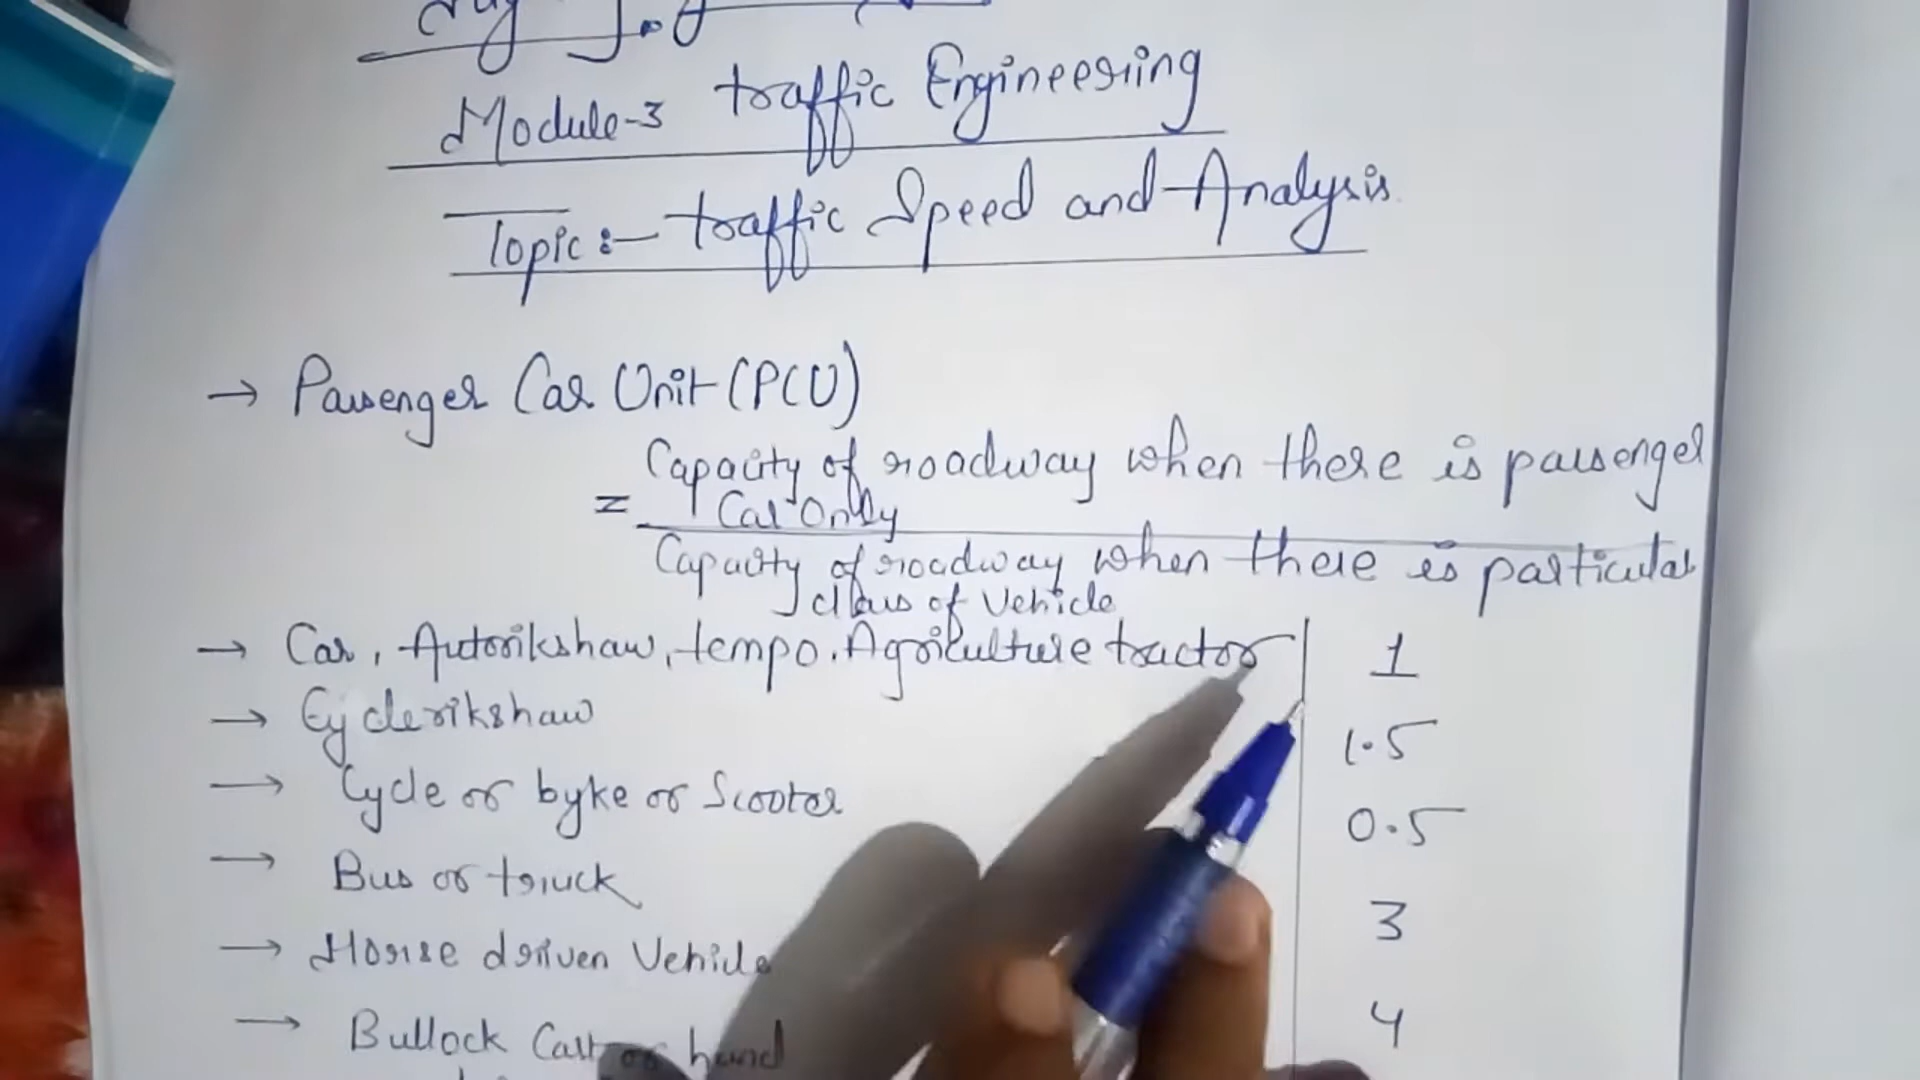 Module-3 traffic Engineering
Topic :- traffic Speed and Analysis
→ Passenger Car Unit (PCU)
= Capacity of roadway when there is passenger
Car Only
Capacity of roadway when there is particular
class of Vehicle
→ Car, Autorikshaw, tempo. Agriculture tractor 1
→ Cyclerikshaw 1.5
→ Cycle or byke or Scooter 0.5
→ Bus or truck 3
→ Horse driven Vehicle 4
→ Bullock Cart or hand